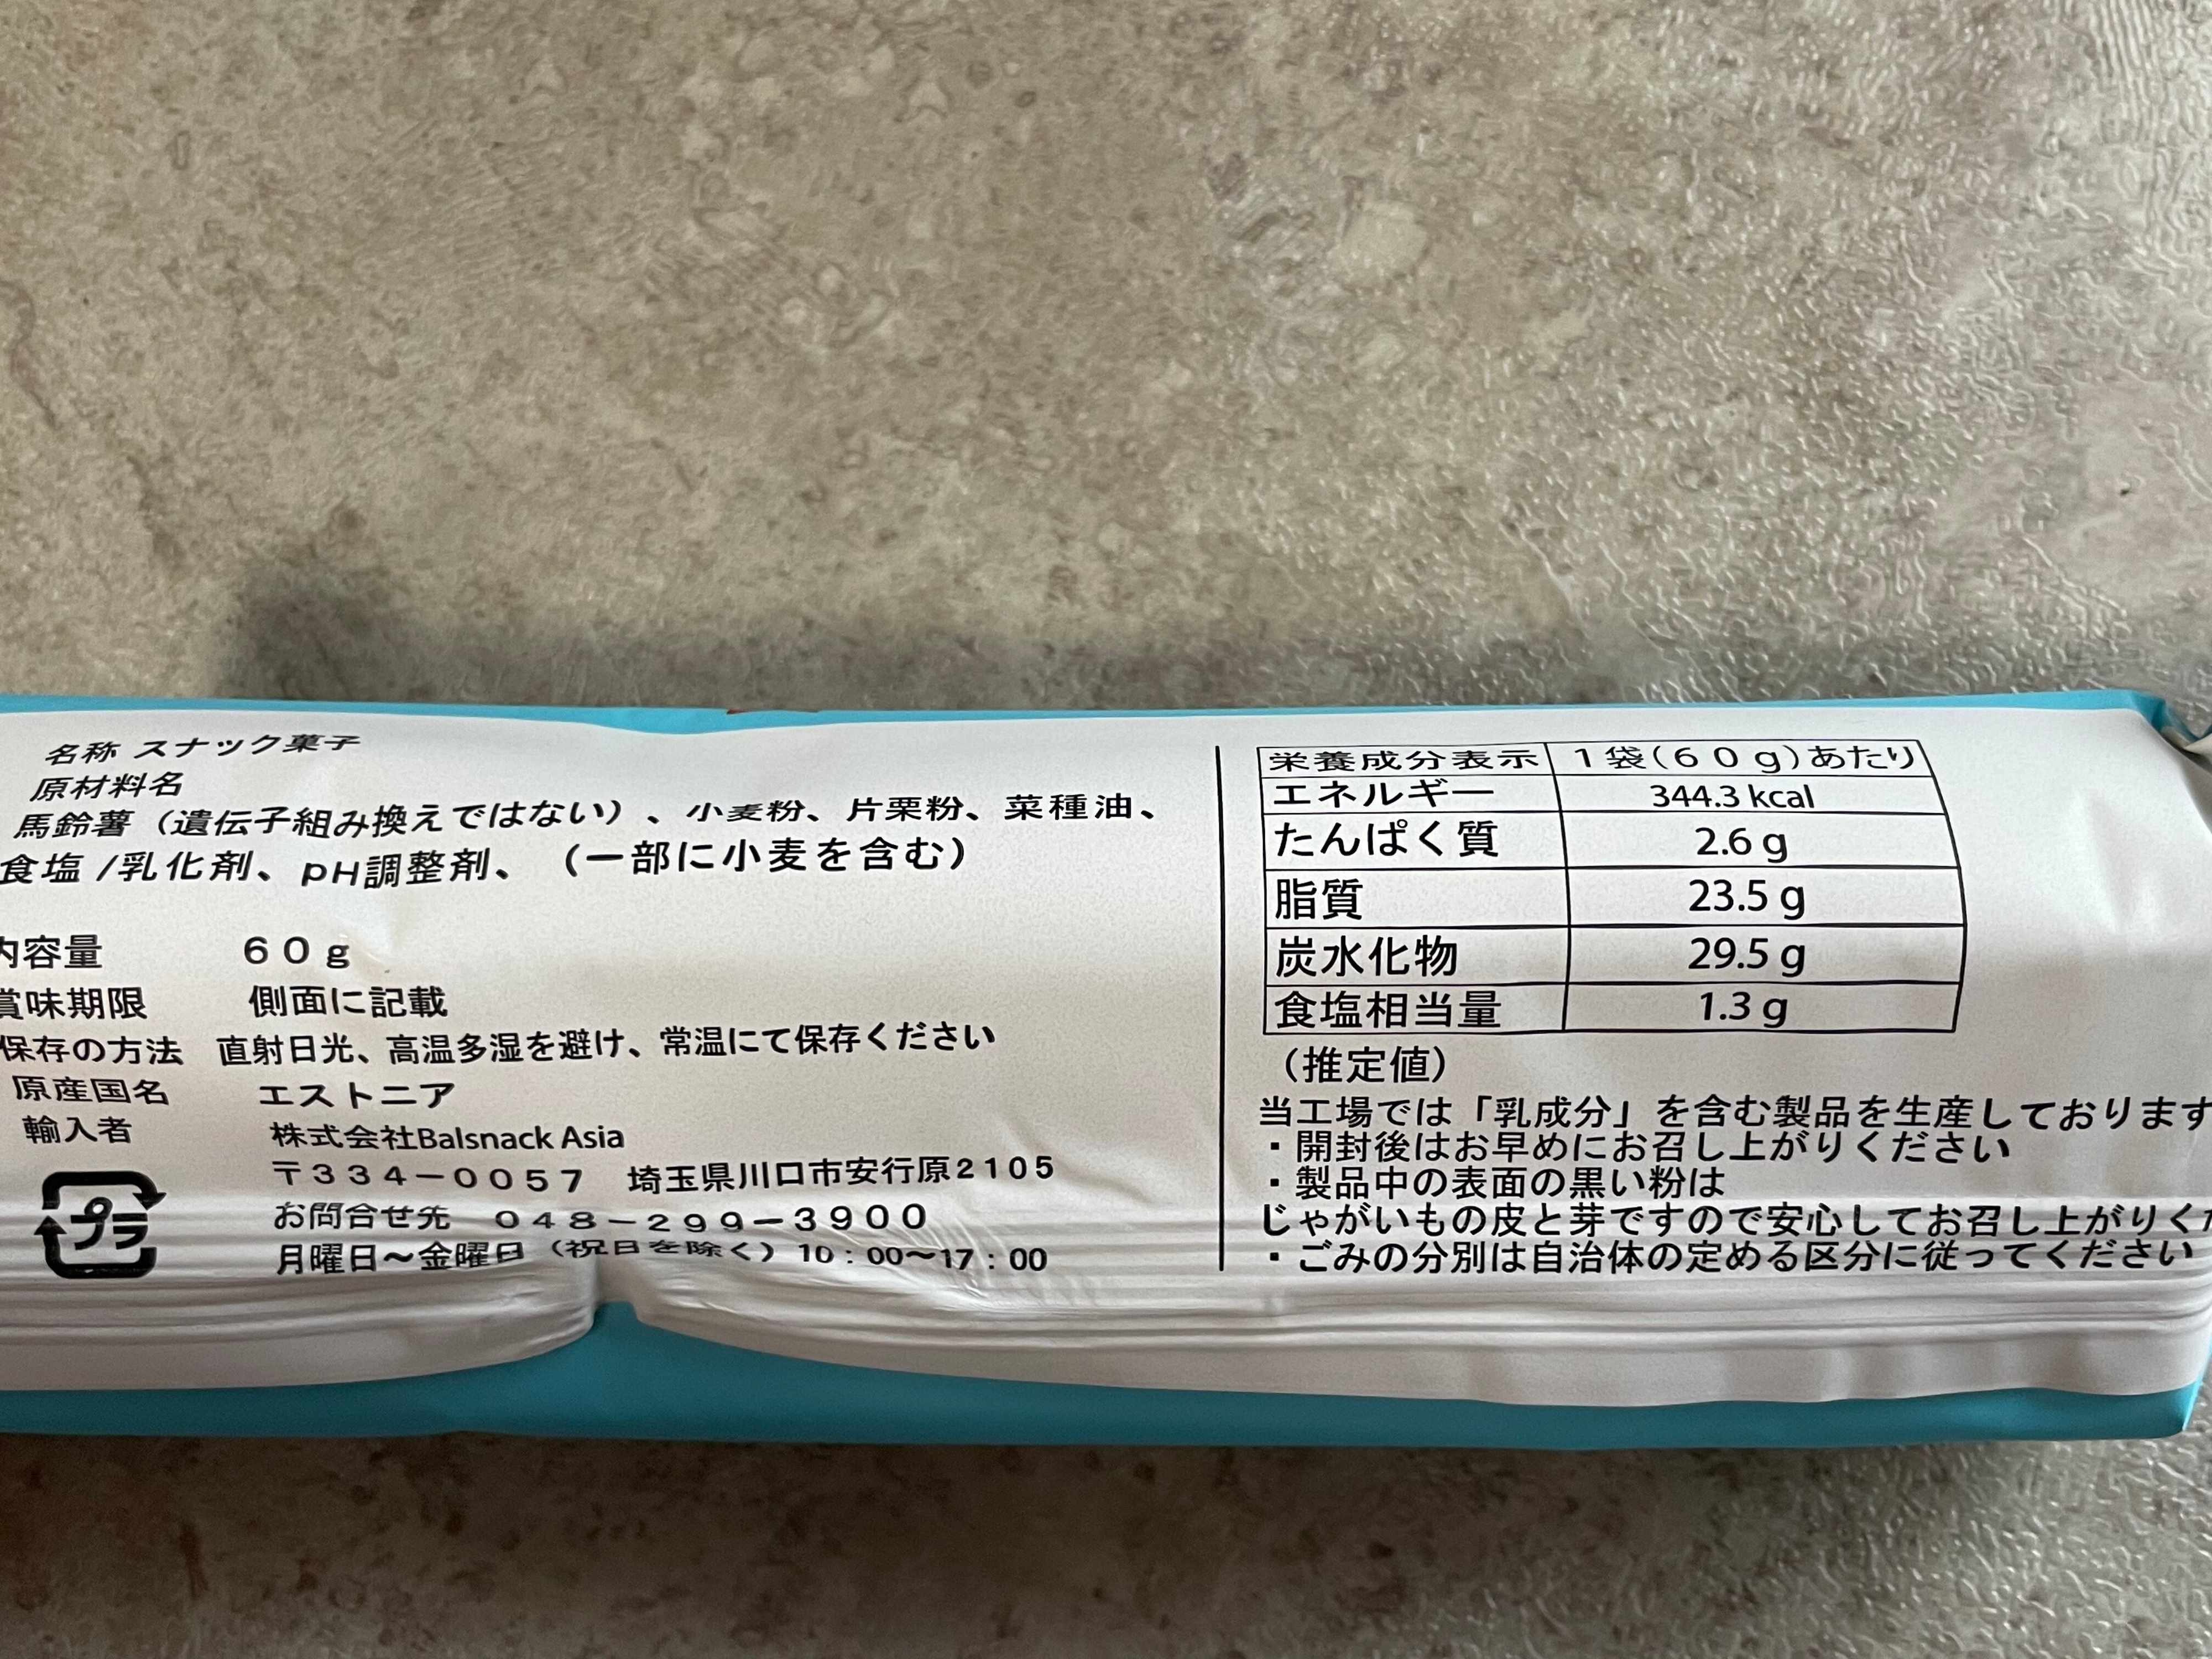 名称 スナック菓子
原材料名
馬鈴薯（遺伝子組み換えではない）、小麦粉、片栗粉、菜種油、
食塩 /乳化剤、pH調整剤、（一部に小麦を含む）
内容量 60g
賞味期限 側面に記載
保存の方法 直射日光、高温多湿を避け、常温にて保存ください
原産国名 エストニア
輸入者 株式会社Balsnack Asia
〒334－0057 埼玉県川口市安行原2105
お問合せ先 048－299－3900
月曜日～金曜日（祝日を除く）10：00～17：00
プラ
栄養成分表示 1袋(60g)あたり
エネルギー 344.3 kcal
たんぱく質 2.6 g
脂質 23.5 g
炭水化物 29.5 g
食塩相当量 1.3 g
（推定値）
当工場では「乳成分」を含む製品を生産しております
・開封後はお早めにお召し上がりください
・製品中の表面の黒い粉は
じゃがいもの皮と芽ですので安心してお召し上がりくだ
・ごみの分別は自治体の定める区分に従ってください